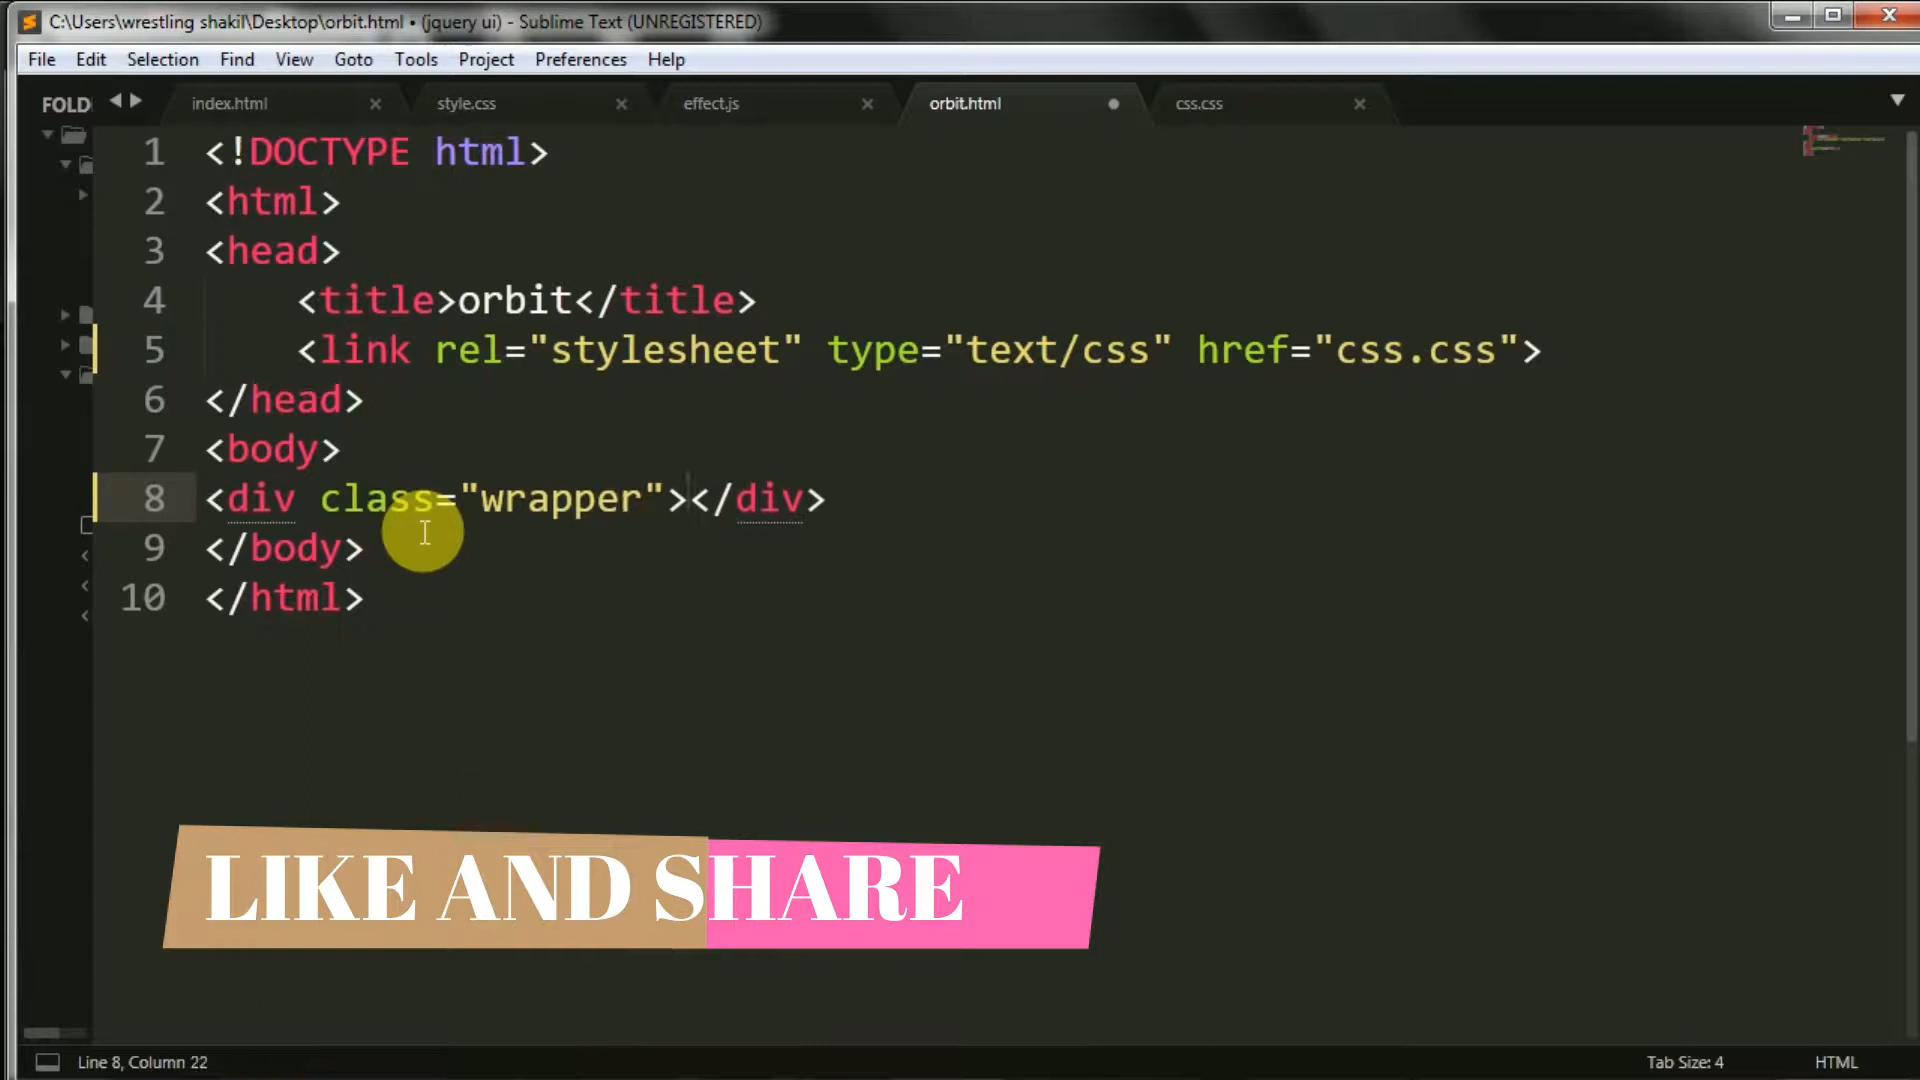 C:\Users\wrestling shakil\Desktop\orbit.html • (jquery ui) - Sublime Text (UNREGISTERED)
File Edit Selection Find View Goto Tools Project Preferences Help
FOLD index.html style.css effect.js orbit.html css.css
1 <!DOCTYPE html>
2 <html>
3 <head>
4 <title>orbit</title>
5 <link rel="stylesheet" type="text/css" href="css.css">
6 </head>
7 <body>
8 <div class="wrapper"></div>
9 </body>
10 </html>
LIKE AND SHARE
Line 8, Column 22 Tab Size: 4 HTML